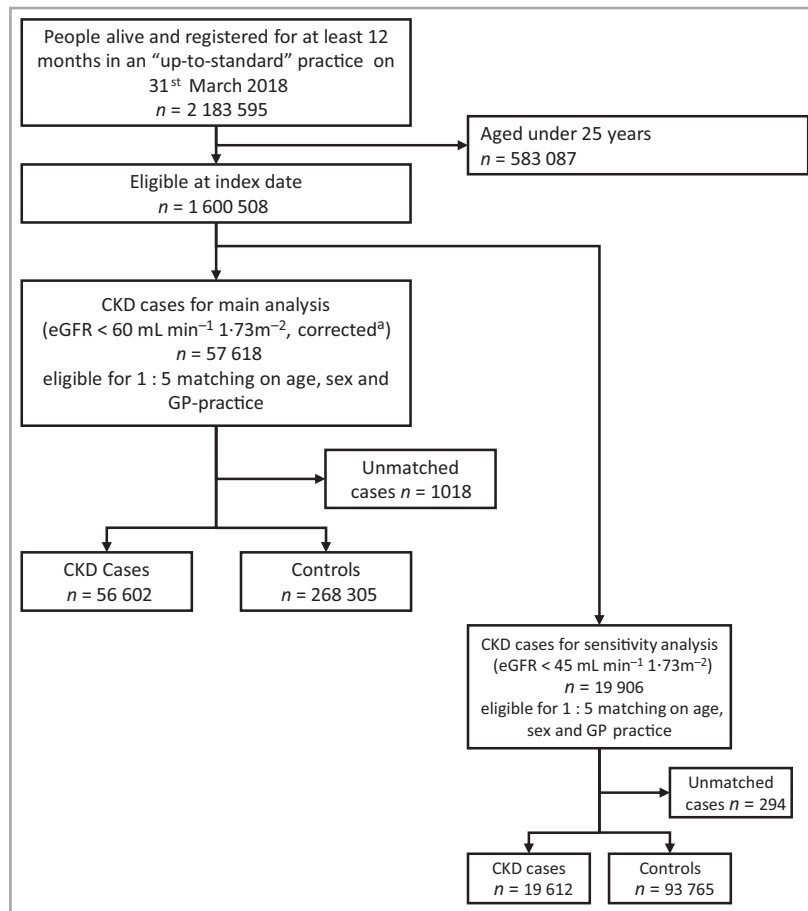 People alive and registered for at least 12
months in an “up-to-standard” practice on
31st March 2018
n = 2 183 595
Aged under 25 years
n = 583 087
Eligible at index date
n = 1 600 508
CKD cases for main analysis
(eGFR < 60 mL min–1 1·73m–2, correcteda)
n = 57 618
eligible for 1 : 5 matching on age, sex and
GP-practice
Unmatched
cases n = 1018
CKD Cases
n = 56 602
Controls
n = 268 305
CKD cases for sensitivity analysis
(eGFR < 45 mL min–1 1·73m–2)
n = 19 906
eligible for 1 : 5 matching on age,
sex and GP practice
Unmatched
cases n = 294
CKD cases
n = 19 612
Controls
n = 93 765